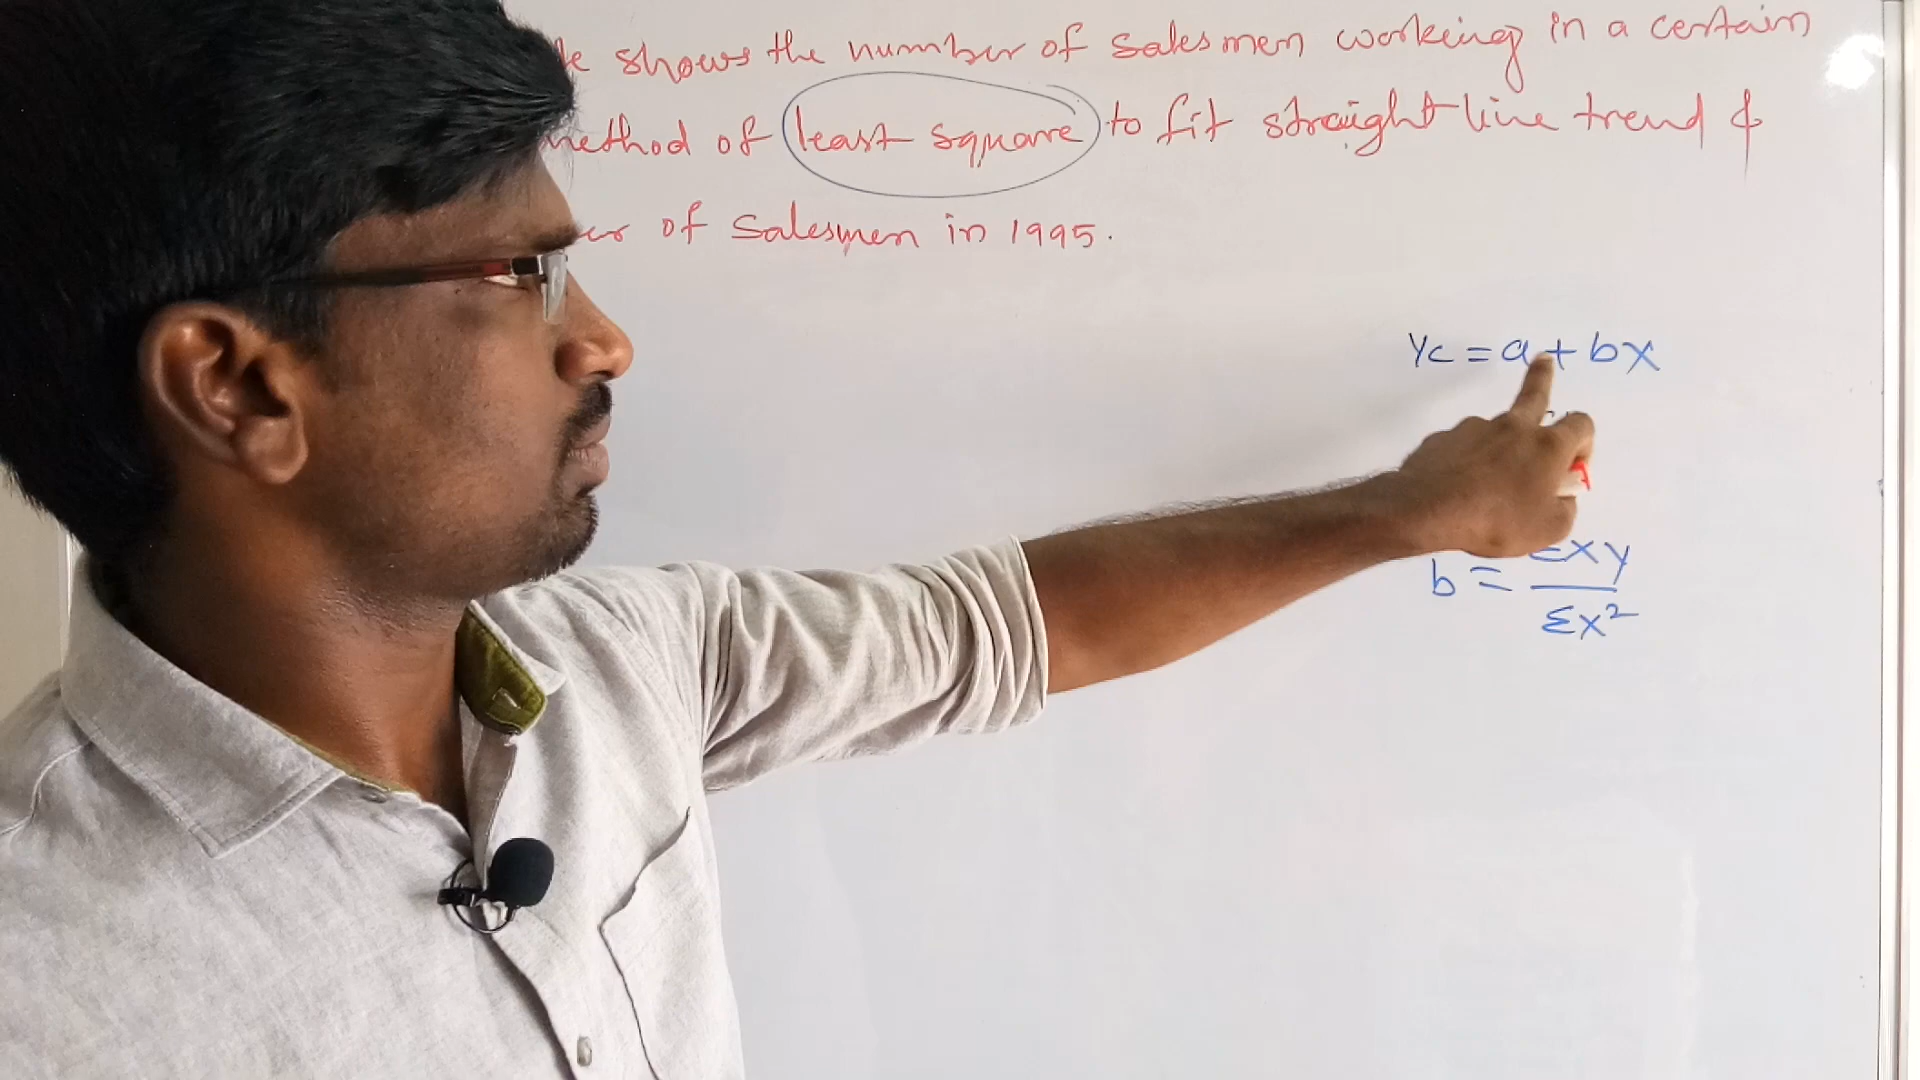 shows the number of salesmen working in a certain
method of least square to fit straight line trend &
of salesmen in 1995.
Yc = a + bx
b = Σxy
Σx²